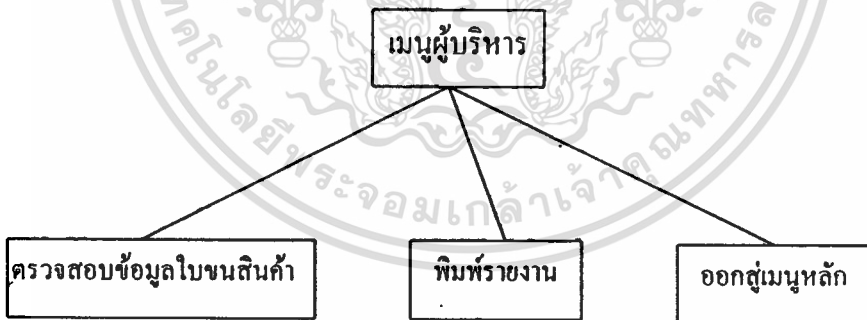 เมนูผู้บริหาร
ตรวจสอบข้อมูลใบขนสินค้า
พิมพ์รายงาน
ออกสู่เมนูหลัก